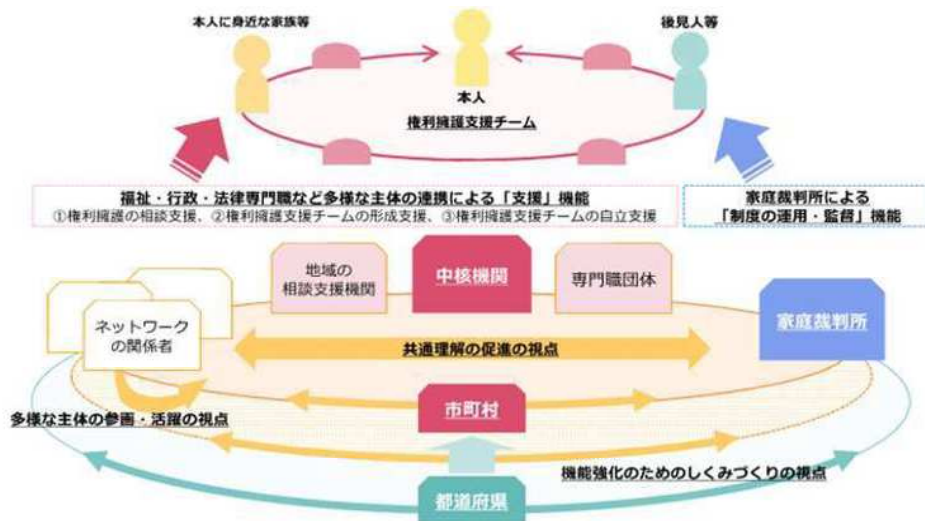 本人に身近な家族等
後見人等
本人
権利擁護支援チーム
福祉・行政・法律専門職など多様な主体の連携による「支援」機能
①権利擁護の相談支援、②権利擁護支援チームの形成支援、③権利擁護支援チームの自立支援
家庭裁判所による
「制度の運用・監督」機能
地域の
相談支援機関
中核機関
専門職団体
ネットワーク
の関係者
家庭裁判所
共通理解の促進の視点
市町村
多様な主体の参画・活躍の視点
機能強化のためのしくみづくりの視点
都道府県